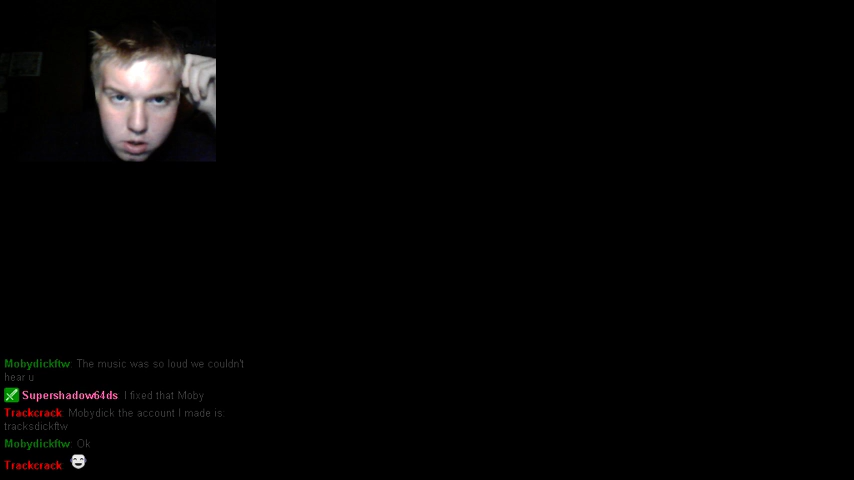 Mobydickftw: The music was so loud we couldn't
hear u
Supershadow64ds: I fixed that Moby
Trackcrack: Mobydick the account I made is:
tracksdickftw
Mobydickftw: Ok
Trackcrack: